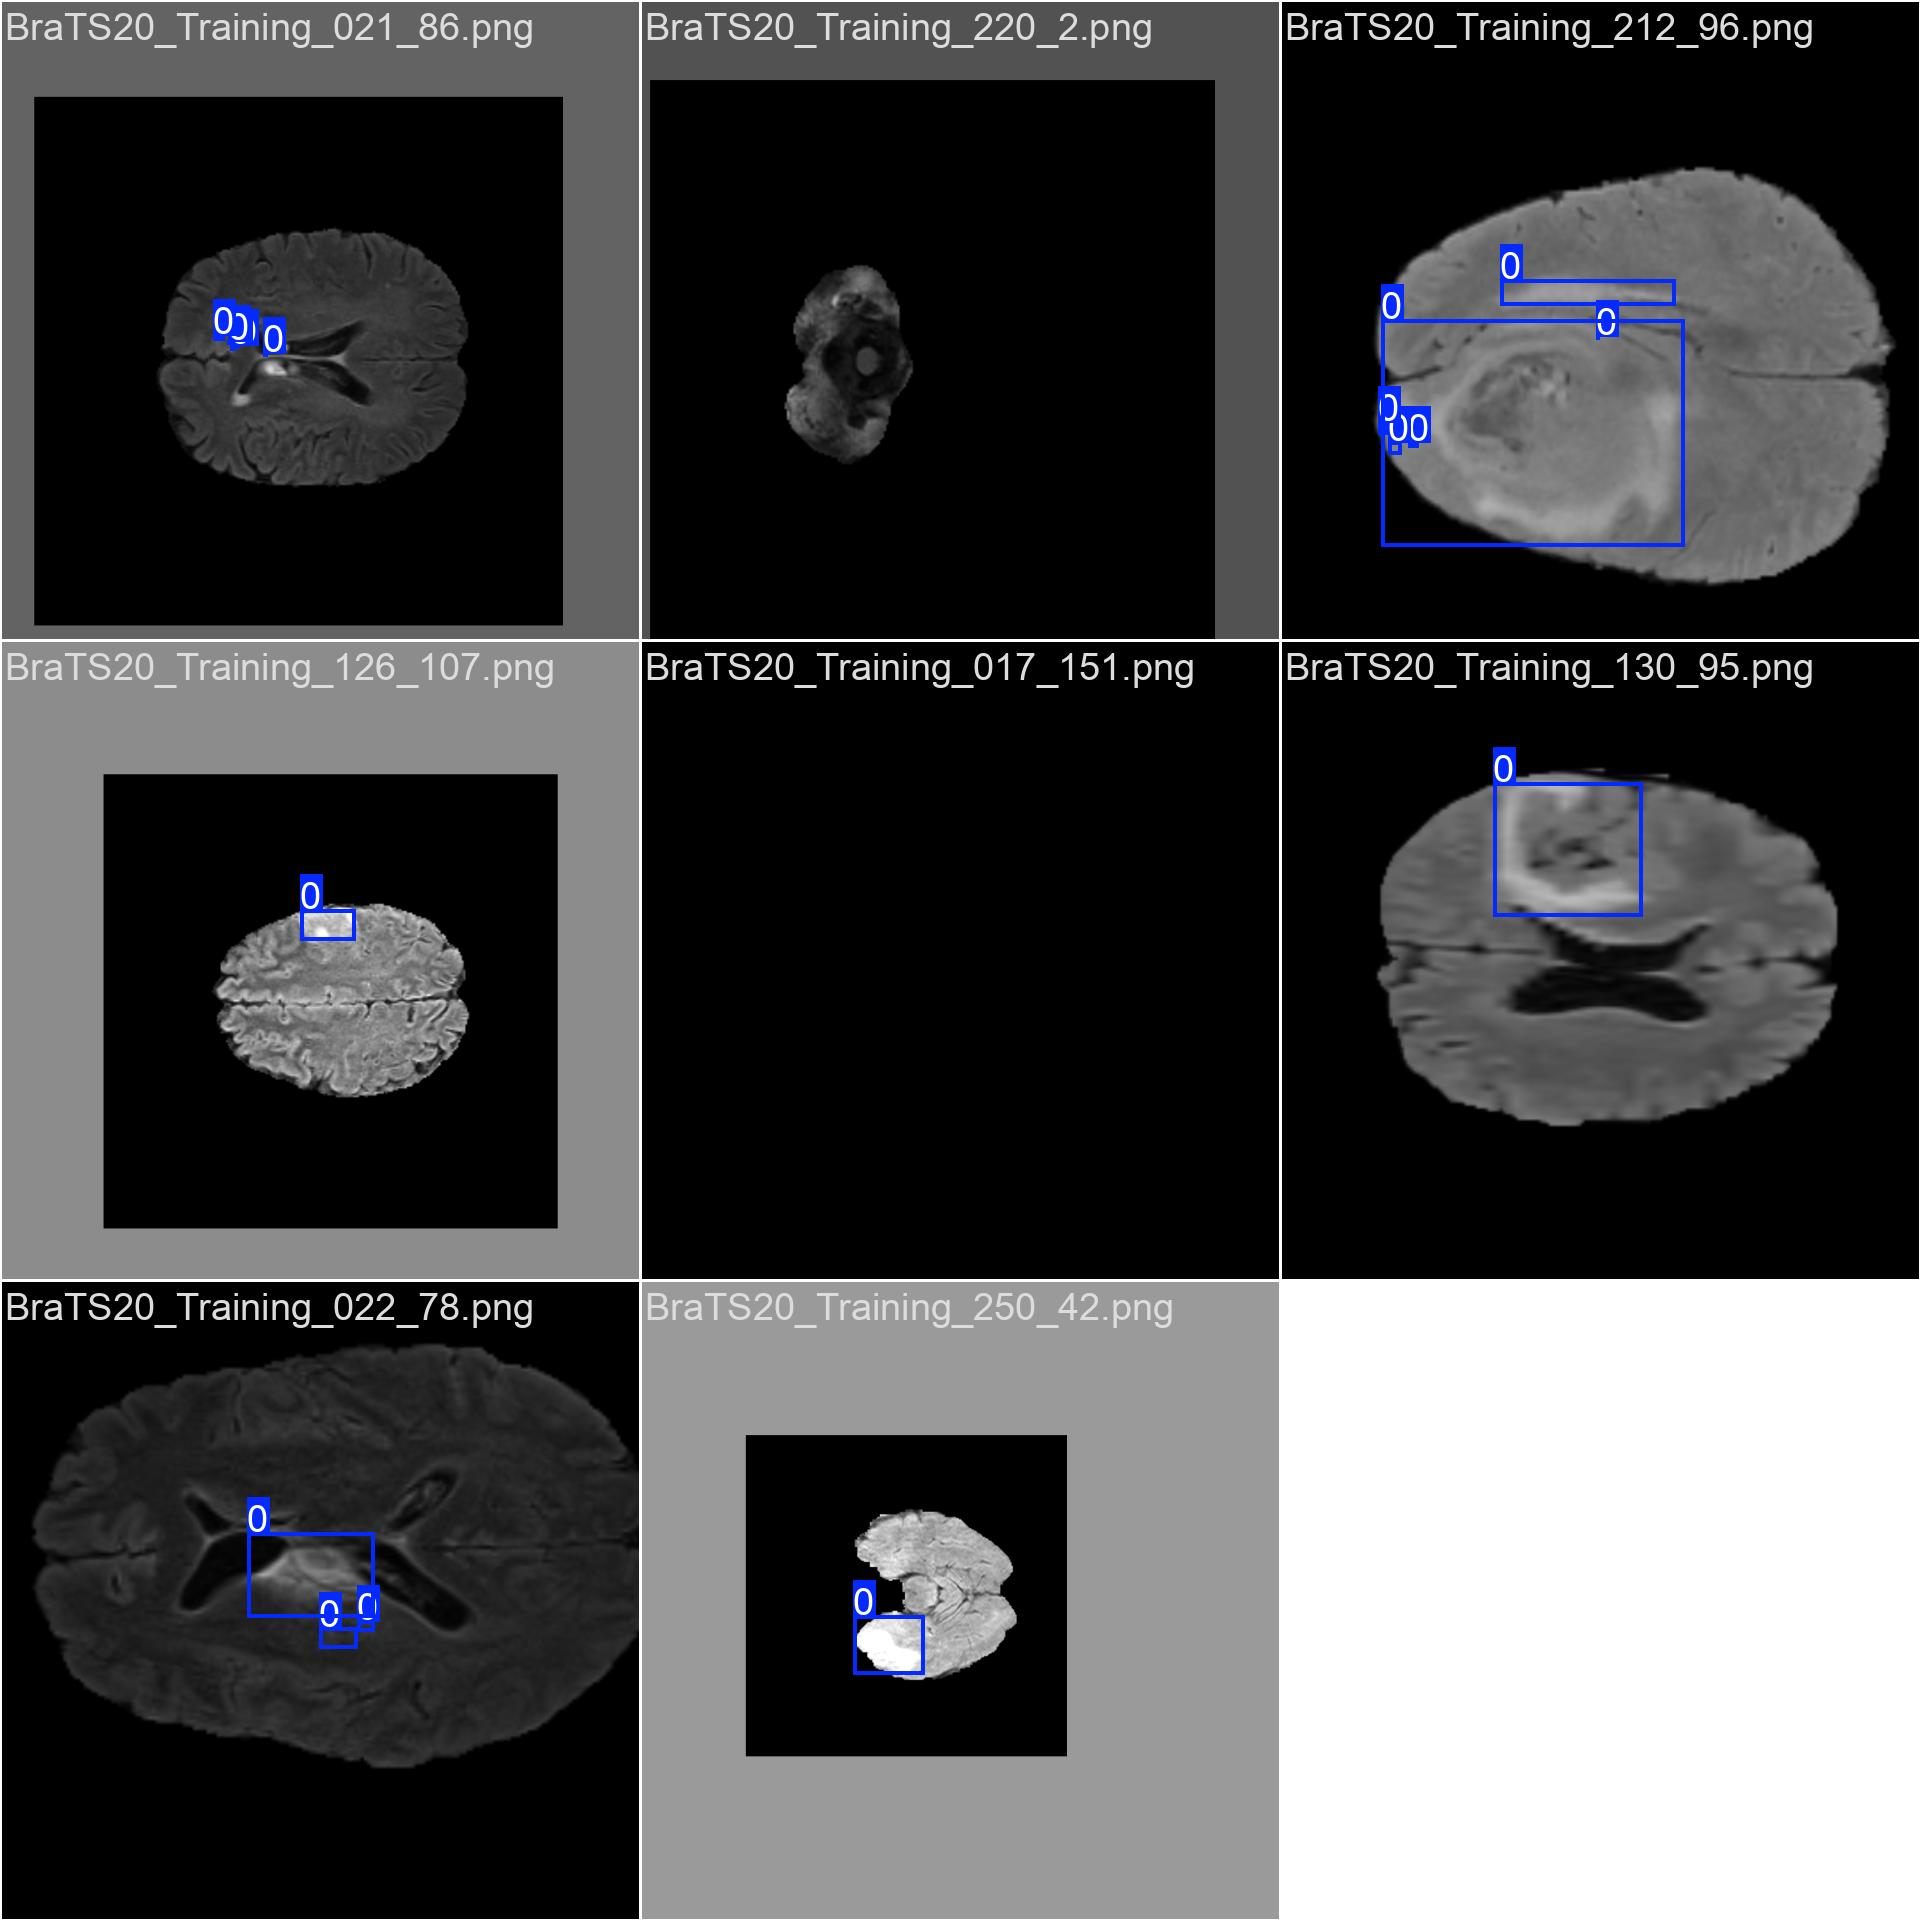 BraTS20_Training_021_86.png
BraTS20_Training_220_2.png
BraTS20_Training_212_96.png
0
0
0
0
0
0
0
0
0
0
BraTS20_Training_126_107.png
BraTS20_Training_017_151.png
BraTS20_Training_130_95.png
0
0
BraTS20_Training_022_78.png
BraTS20_Training_250_42.png
0
0
0
0